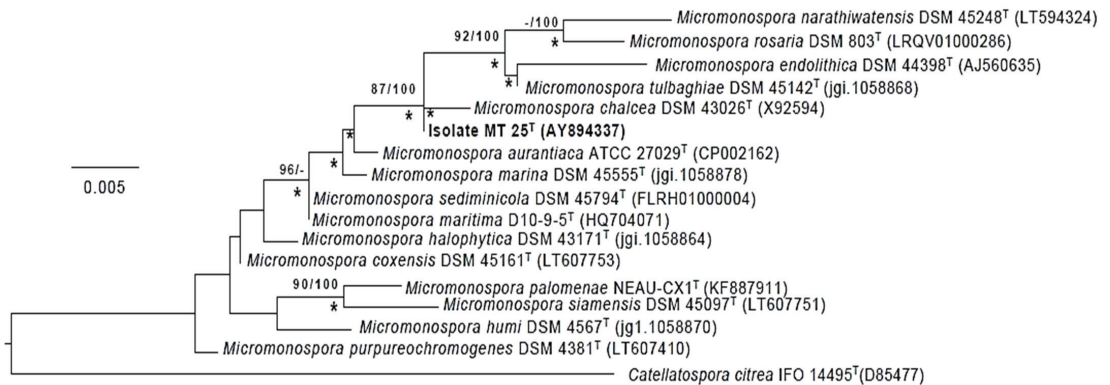 -/100
Micromonospora narathiwatensis DSM 45248ᵀ (LT594324)
92/100
*
Micromonospora rosaria DSM 803ᵀ (LRQV01000286)
*
Micromonospora endolithica DSM 44398ᵀ (AJ560635)
87/100
*
Micromonospora tulbaghiae DSM 45142ᵀ (jgi.1058868)
* *
Micromonospora chalcea DSM 43026ᵀ (X92594)
*
Isolate MT 25ᵀ (AY894337)
Micromonospora aurantiaca ATCC 27029ᵀ (CP002162)
*
96/-
Micromonospora marina DSM 45555ᵀ (jgi.1058878)
0.005
*
Micromonospora sediminicola DSM 45794ᵀ (FLRH01000004)
Micromonospora maritima D10-9-5ᵀ (HQ704071)
Micromonospora halophytica DSM 43171ᵀ (jgi.1058864)
Micromonospora coxensis DSM 45161ᵀ (LT607753)
90/100
Micromonospora palomenae NEAU-CX1ᵀ (KF887911)
*
Micromonospora siamensis DSM 45097ᵀ (LT607751)
Micromonospora humi DSM 4567ᵀ (jg1.1058870)
Micromonospora purpureochromogenes DSM 4381ᵀ (LT607410)
Catellatospora citrea IFO 14495ᵀ(D85477)